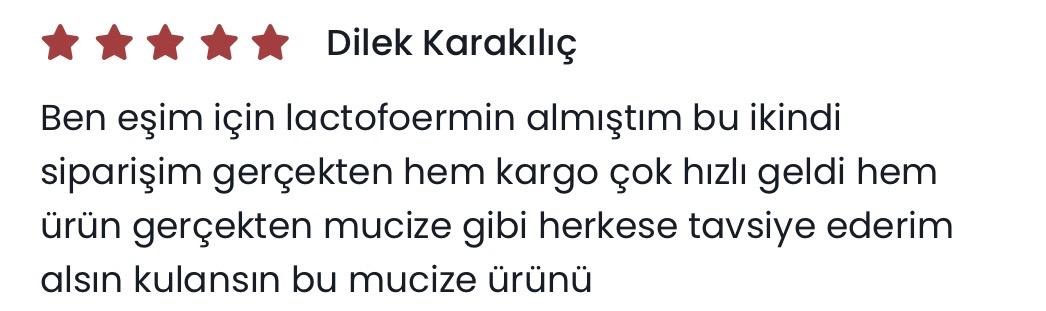 Dilek Karakılıç
Ben eşim için lactofoermin almıştım bu ikindi
siparişim gerçekten hem kargo çok hızlı geldi hem
ürün gerçekten mucize gibi herkese tavsiye ederim
alsın kulansın bu mucize ürünü